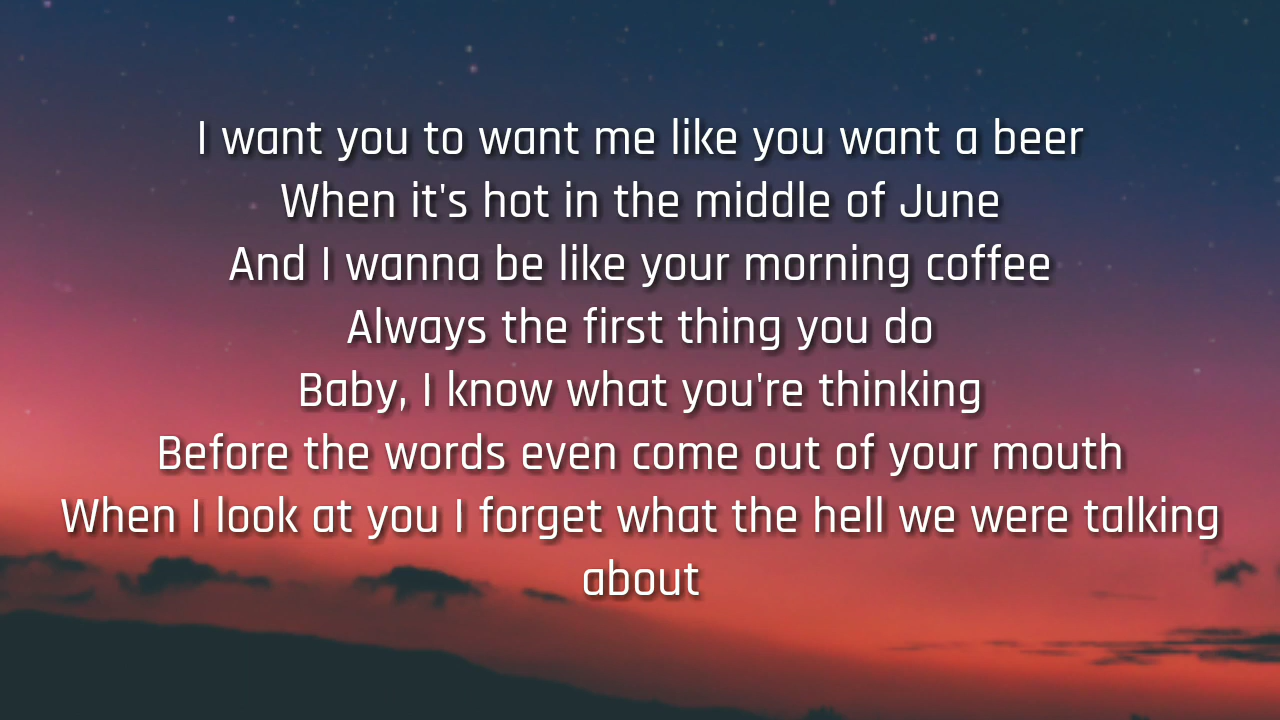 I want you to want me like you want a beer
When it's hot in the middle of June
And I wanna be like your morning coffee
Always the first thing you do
Baby, I know what you're thinking
Before the words even come out of your mouth
When I look at you I forget what the hell we were talking
about